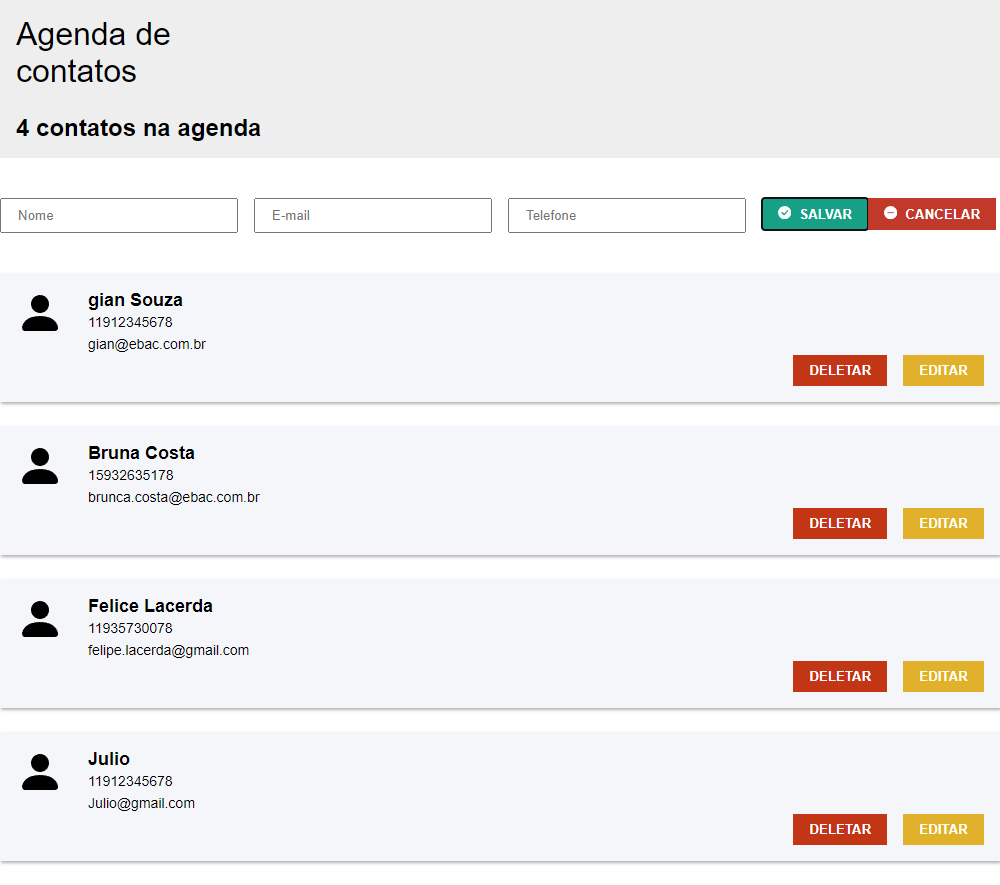 Agenda de
contatos
4 contatos na agenda
Nome E-mail Telefone SALVAR CANCELAR
gian Souza
11912345678
gian@ebac.com.br
DELETAR EDITAR
Bruna Costa
15932635178
brunca.costa@ebac.com.br
DELETAR EDITAR
Felice Lacerda
11935730078
felipe.lacerda@gmail.com
DELETAR EDITAR
Julio
11912345678
Julio@gmail.com
DELETAR EDITAR